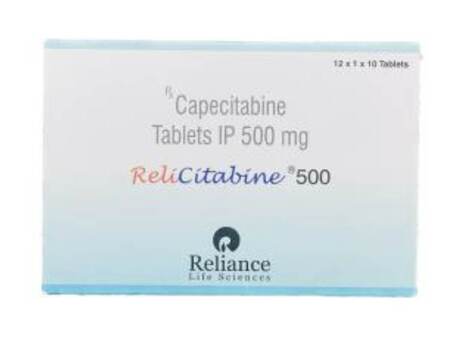 12 x 1 x 10 Tablets
℞ Capecitabine
Tablets IP 500 mg
ReliCitabine ® 500
Reliance
Life Sciences